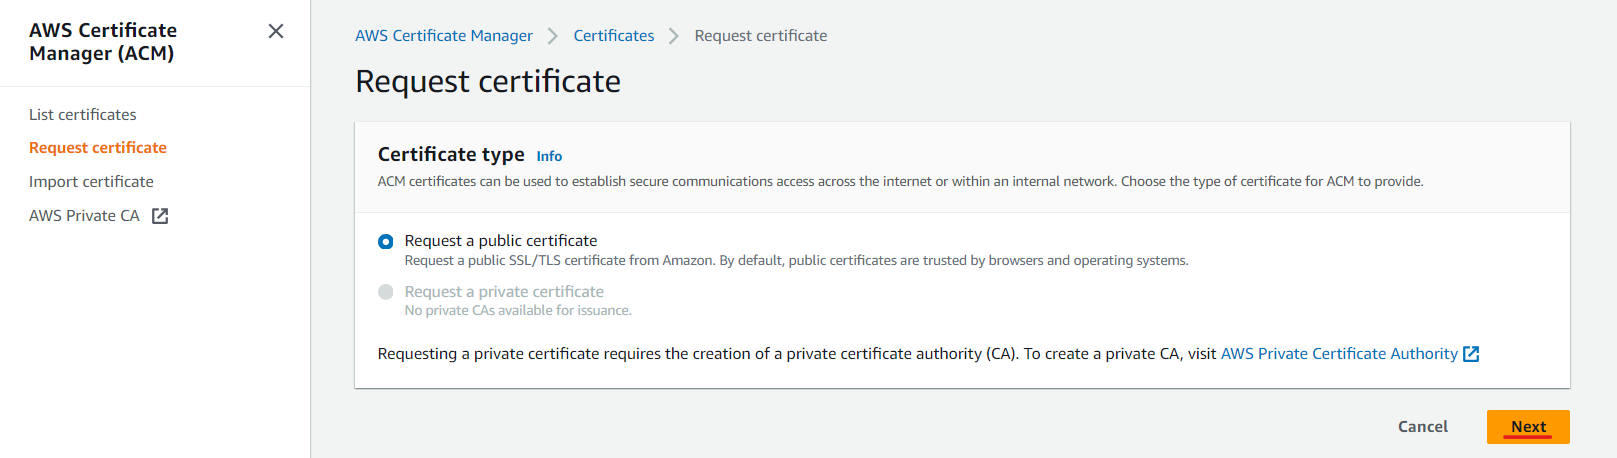 AWS Certificate
Manager (ACM)
List certificates
Request certificate
Import certificate
AWS Private CA
AWS Certificate Manager > Certificates > Request certificate
Request certificate
Certificate type Info
ACM certificates can be used to establish secure communications access across the internet or within an internal network. Choose the type of certificate for ACM to provide.
Request a public certificate
Request a public SSL/TLS certificate from Amazon. By default, public certificates are trusted by browsers and operating systems.
Request a private certificate
No private CAs available for issuance.
Requesting a private certificate requires the creation of a private certificate authority (CA). To create a private CA, visit AWS Private Certificate Authority
Cancel Next